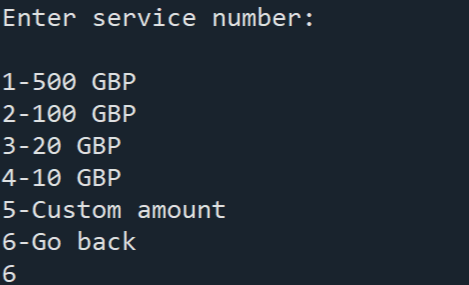 Enter service number:
1-500 GBP
2-100 GBP
3-20 GBP
4-10 GBP
5-Custom amount
6-Go back
6